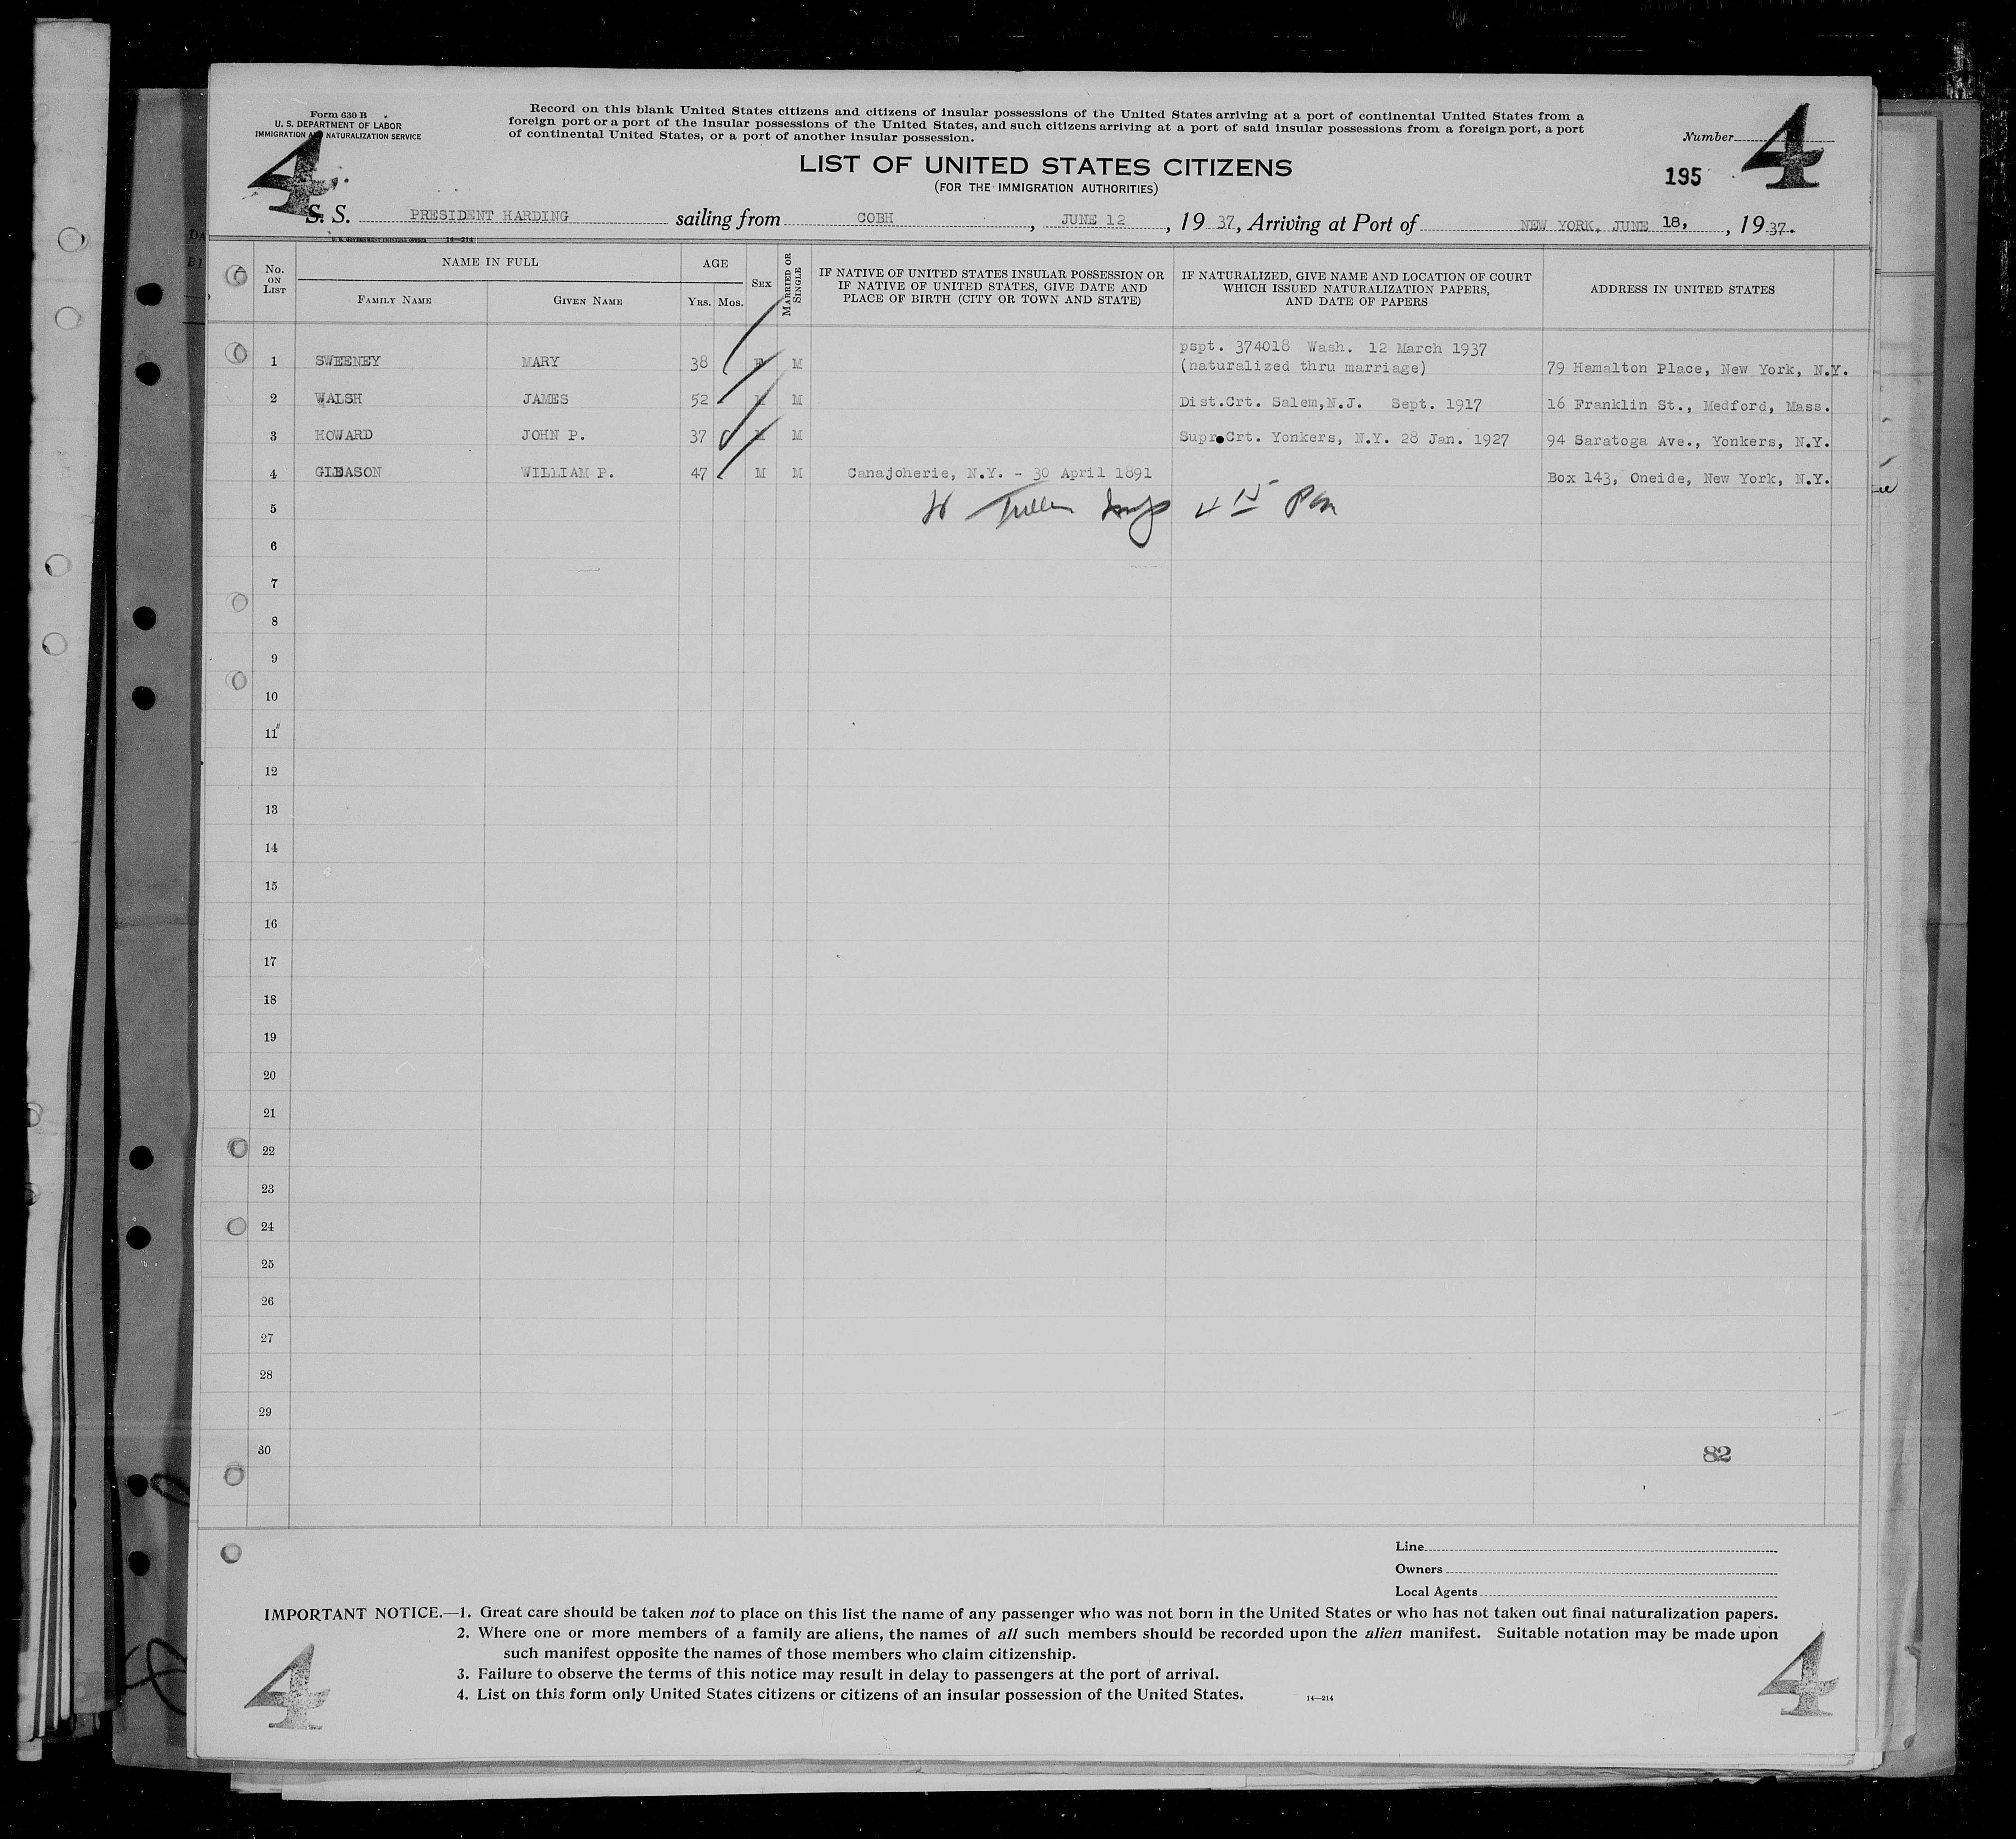 Form 630 B
U. S. DEPARTMENT OF LABOR
IMMIGRATION AND NATURALIZATION SERVICE
Record on this blank United States citizens and citizens of insular possessions of the United States arriving at a port of continental United States from a
foreign port or a port of the insular possessions of the United States, and such citizens arriving at a port of said insular possessions from a foreign port, a port
of continental United States, or a port of another insular possession.
Number 4
4
LIST OF UNITED STATES CITIZENS
(FOR THE IMMIGRATION AUTHORITIES)
195
S. S. PRESIDENT HARDING sailing from COBH, JUNE 12, 19 37, Arriving at Port of NEW YORK, JUNE 18, 19 37.
U. S. GOVERNMENT PRINTING OFFICE 14—214
No. ON LIST
NAME IN FULL
FAMILY NAME GIVEN NAME
AGE
YRS. MOS.
SEX
MARRIED OR SINGLE
IF NATIVE OF UNITED STATES INSULAR POSSESSION OR
IF NATIVE OF UNITED STATES, GIVE DATE AND
PLACE OF BIRTH (CITY OR TOWN AND STATE)
IF NATURALIZED, GIVE NAME AND LOCATION OF COURT
WHICH ISSUED NATURALIZATION PAPERS,
AND DATE OF PAPERS
ADDRESS IN UNITED STATES
pspt. 374018 Wash. 12 March 1937
1 SWEENEY MARY 38 F M (naturalized thru marriage) 79 Hamalton Place, New York, N.Y.
2 WALSH JAMES 52 M M Dist.Crt. Salem,N.J. Sept. 1917 16 Franklin St., Medford, Mass.
3 HOWARD JOHN P. 37 M M Supr.Crt. Yonkers, N.Y. 28 Jan. 1927 94 Saratoga Ave., Yonkers, N.Y.
4 GLEASON WILLIAM P. 47 M M Canajoherie, N.Y. - 30 April 1891 Box 143, Oneide, New York, N.Y.
5 4 15 Pm
6
7
8
9
10
11
12
13
14
15
16
17
18
19
20
21
22
23
24
25
26
27
28
29
30
82
Line
Owners
Local Agents
IMPORTANT NOTICE.—1. Great care should be taken not to place on this list the name of any passenger who was not born in the United States or who has not taken out final naturalization papers.
2. Where one or more members of a family are aliens, the names of all such members should be recorded upon the alien manifest. Suitable notation may be made upon
such manifest opposite the names of those members who claim citizenship.
3. Failure to observe the terms of this notice may result in delay to passengers at the port of arrival.
4. List on this form only United States citizens or citizens of an insular possession of the United States. 14—214
4 4